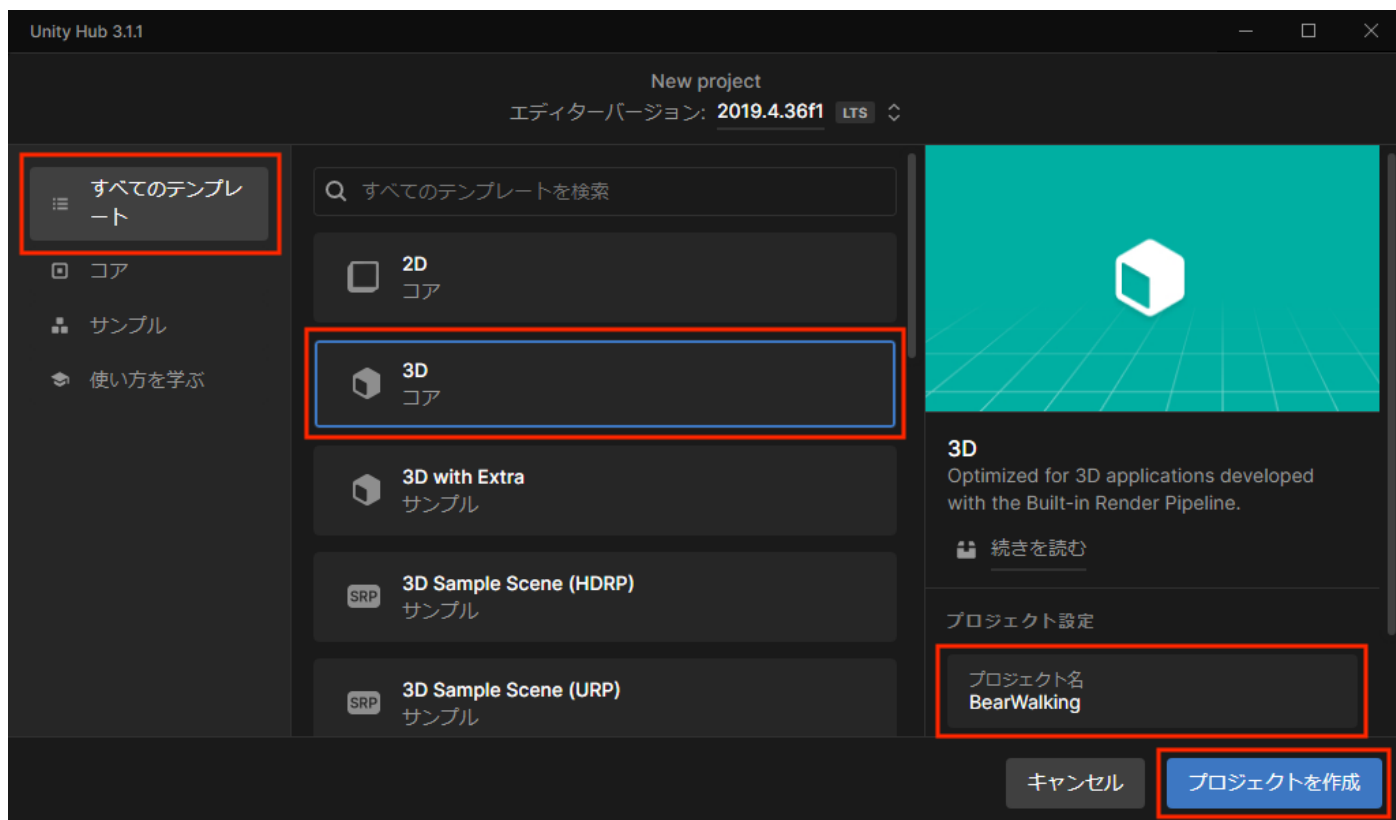 Unity Hub 3.1.1
New project
エディターバージョン: 2019.4.36f1 LTS
すべてのテンプレ
ート
コア
サンプル
使い方を学ぶ
すべてのテンプレートを検索
2D
コア
3D
コア
3D with Extra
サンプル
SRP
3D Sample Scene (HDRP)
サンプル
SRP
3D Sample Scene (URP)
サンプル
3D
Optimized for 3D applications developed
with the Built-in Render Pipeline.
続きを読む
プロジェクト設定
プロジェクト名
BearWalking
キャンセル
プロジェクトを作成